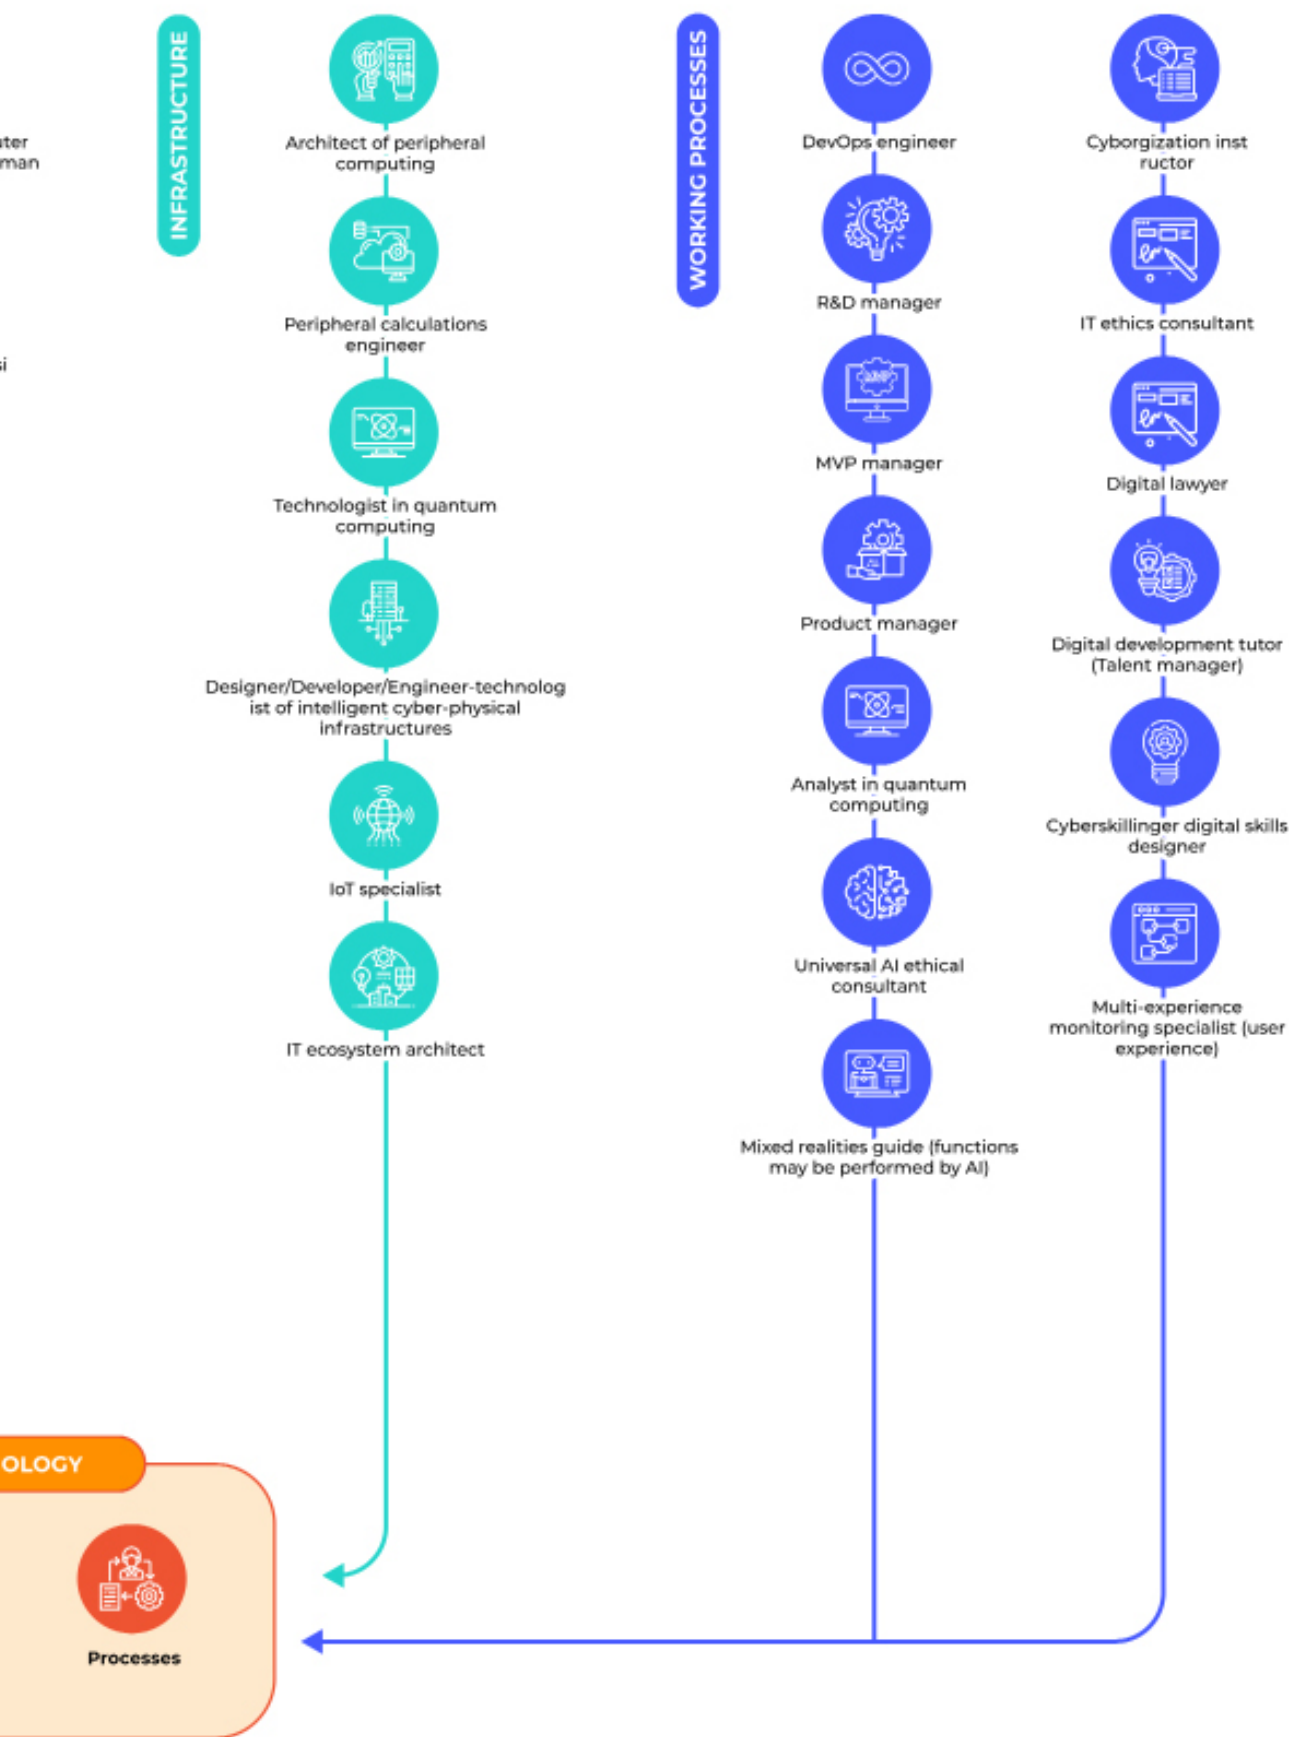 uter
man
si
INFRASTRUCTURE
Architect of peripheral
computing
Peripheral calculations
engineer
Technologist in quantum
computing
Designer/Developer/Engineer-technolog
ist of intelligent cyber-physical
infrastructures
IoT specialist
IT ecosystem architect
WORKING PROCESSES
DevOps engineer
R&D manager
MVP
MVP manager
Product manager
Analyst in quantum
computing
Universal AI ethical
consultant
Mixed realities guide (functions
may be performed by AI)
Cyborgization inst
ructor
IT ethics consultant
Digital lawyer
Digital development tutor
(Talent manager)
Cyberskillinger digital skills
designer
Multi-experience
monitoring specialist (user
experience)
OLOGY
Processes